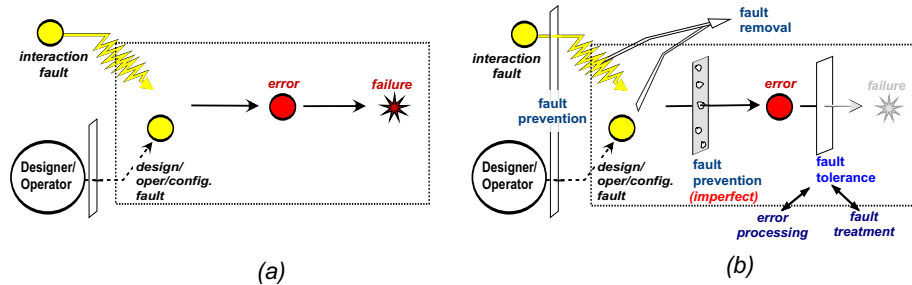 interaction
fault
error
failure
Designer/
Operator
design/
oper/config.
fault
(a)
fault
removal
interaction
fault
fault
prevention
error
failure
Designer/
Operator
design/
oper/config.
fault
fault
prevention
(imperfect)
fault
tolerance
error
processing
fault
treatment
(b)